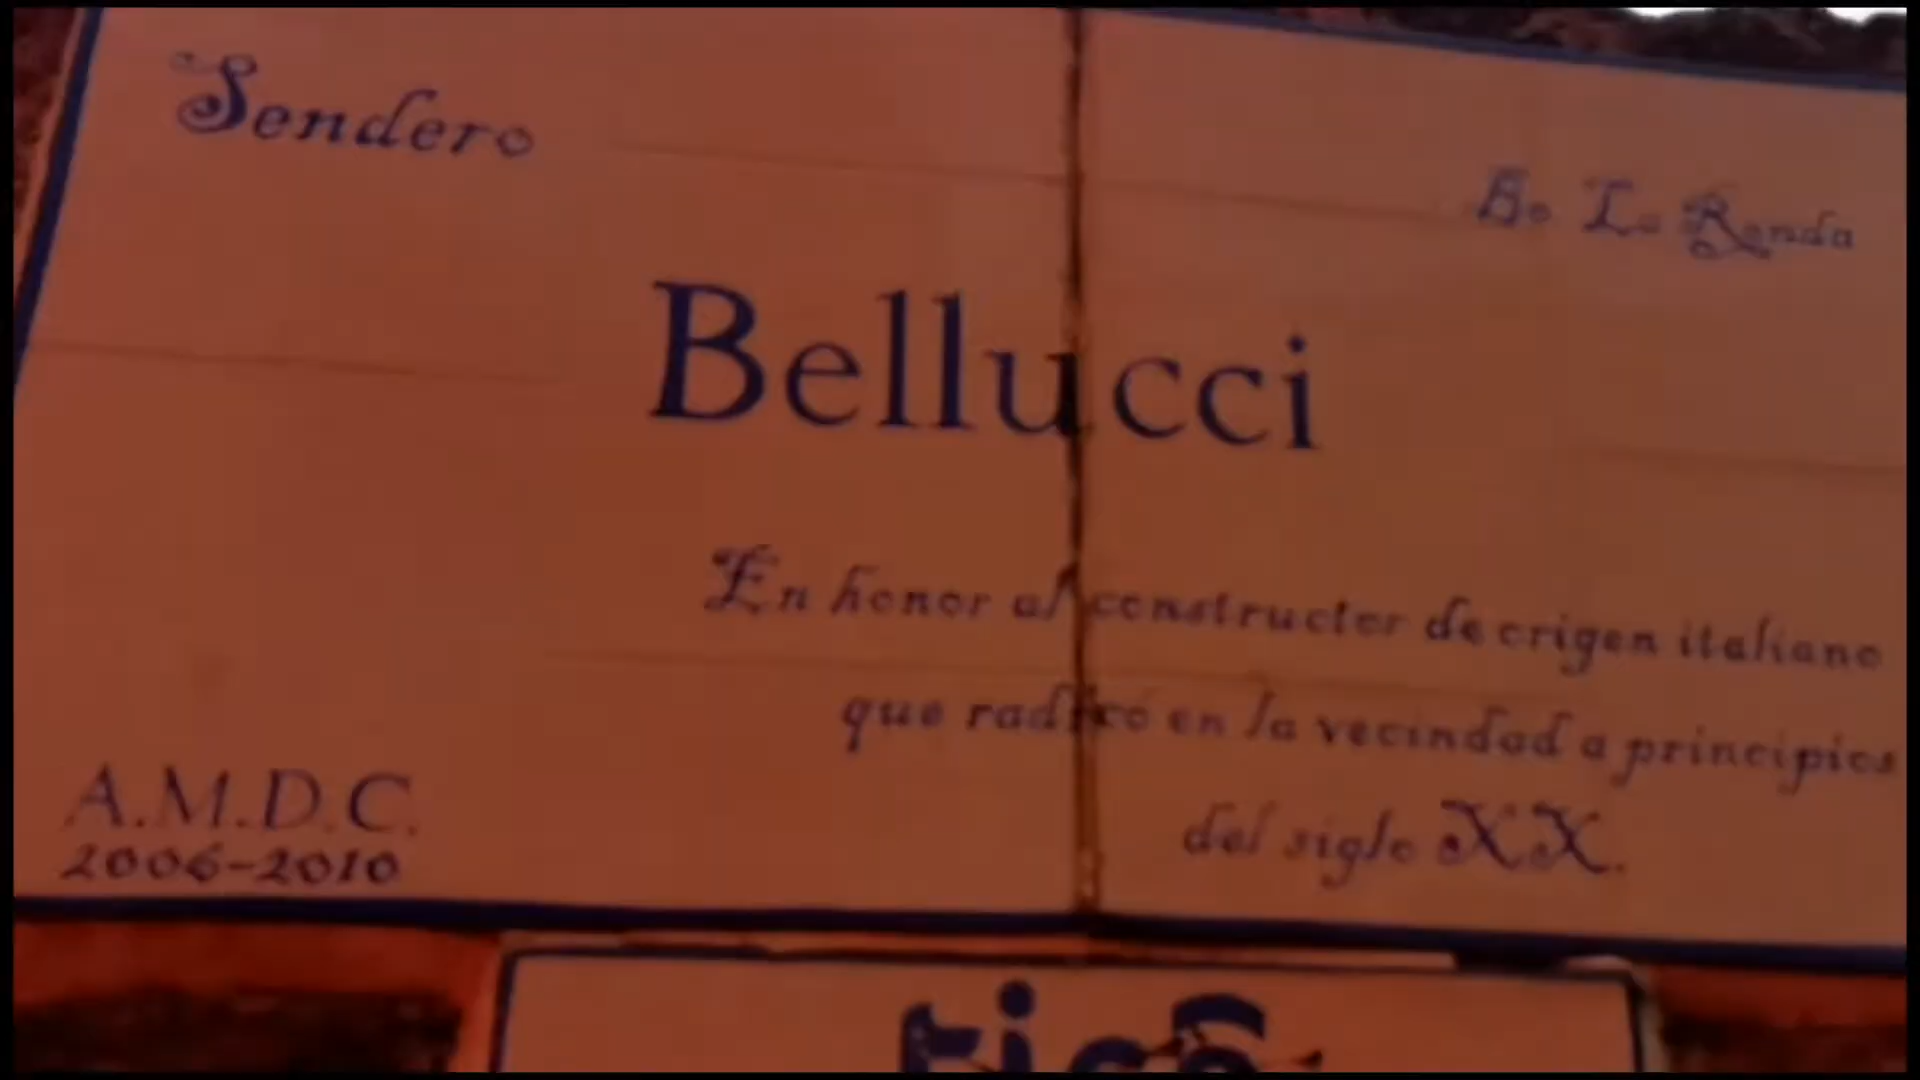 Sendero
Bo La Ronda
Bellucci
En honor al constructor de origen italiano
que radicó en la vecindad a principios
del siglo XX.
A.M.D.C.
2006-2010